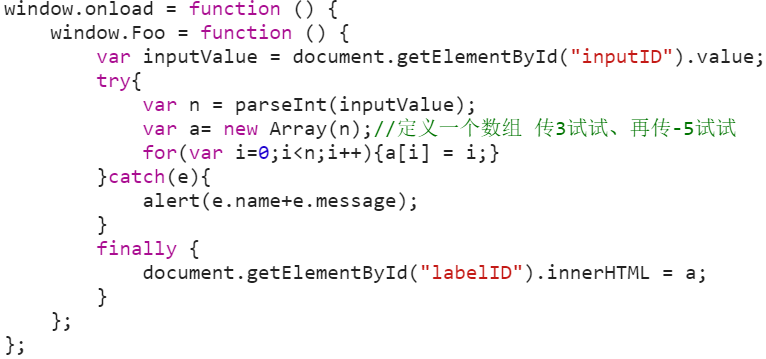 window.onload = function () {
    window.Foo = function () {
        var inputValue = document.getElementById("inputID").value;
        try{
            var n = parseInt(inputValue);
            var a= new Array(n);//定义一个数组 传3试试、再传-5试试
            for(var i=0;i<n;i++){a[i] = i;}
        }catch(e){
            alert(e.name+e.message);
        }
        finally {
            document.getElementById("labelID").innerHTML = a;
        }
    };
};